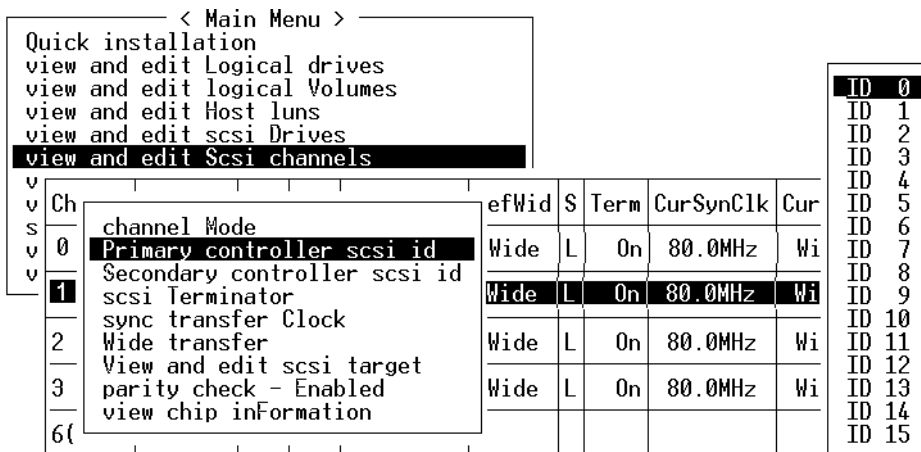 < Main Menu >
Quick installation
view and edit Logical drives
view and edit logical Volumes
view and edit Host luns
view and edit scsi Drives
view and edit Scsi channels
v
v
s
v
v
Ch efWid S Term CurSynClk Cur
0 Wide L On 80.0MHz Wi
1 Wide L On 80.0MHz Wi
2 Wide L On 80.0MHz Wi
3 Wide L On 80.0MHz Wi
6(
channel Mode
Primary controller scsi id
Secondary controller scsi id
scsi Terminator
sync transfer Clock
Wide transfer
View and edit scsi target
parity check - Enabled
view chip inFormation
ID 0
ID 1
ID 2
ID 3
ID 4
ID 5
ID 6
ID 7
ID 8
ID 9
ID 10
ID 11
ID 12
ID 13
ID 14
ID 15